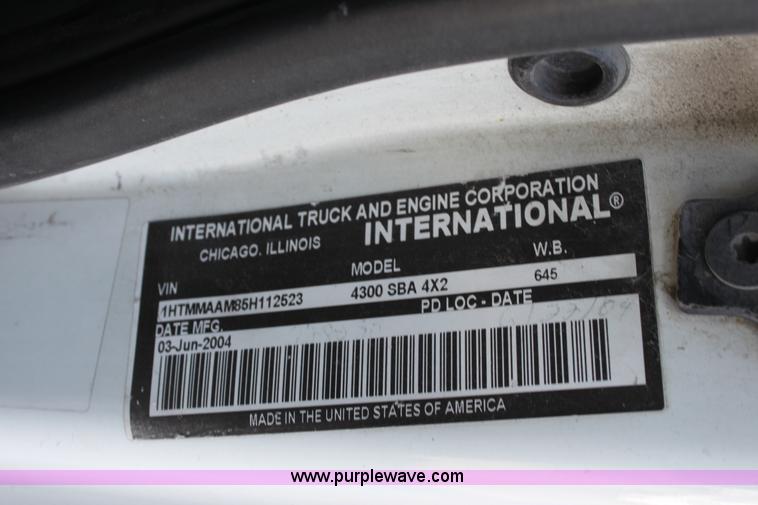 INTERNATIONAL TRUCK AND ENGINE CORPORATION
CHICAGO, ILLINOIS INTERNATIONAL®
VIN MODEL W.B.
1HTMMAAM85H112523 4300 SBA 4X2 645
DATE MFG. PD LOC - DATE
03-Jun-2004
MADE IN THE UNITED STATES OF AMERICA
www.purplewave.com